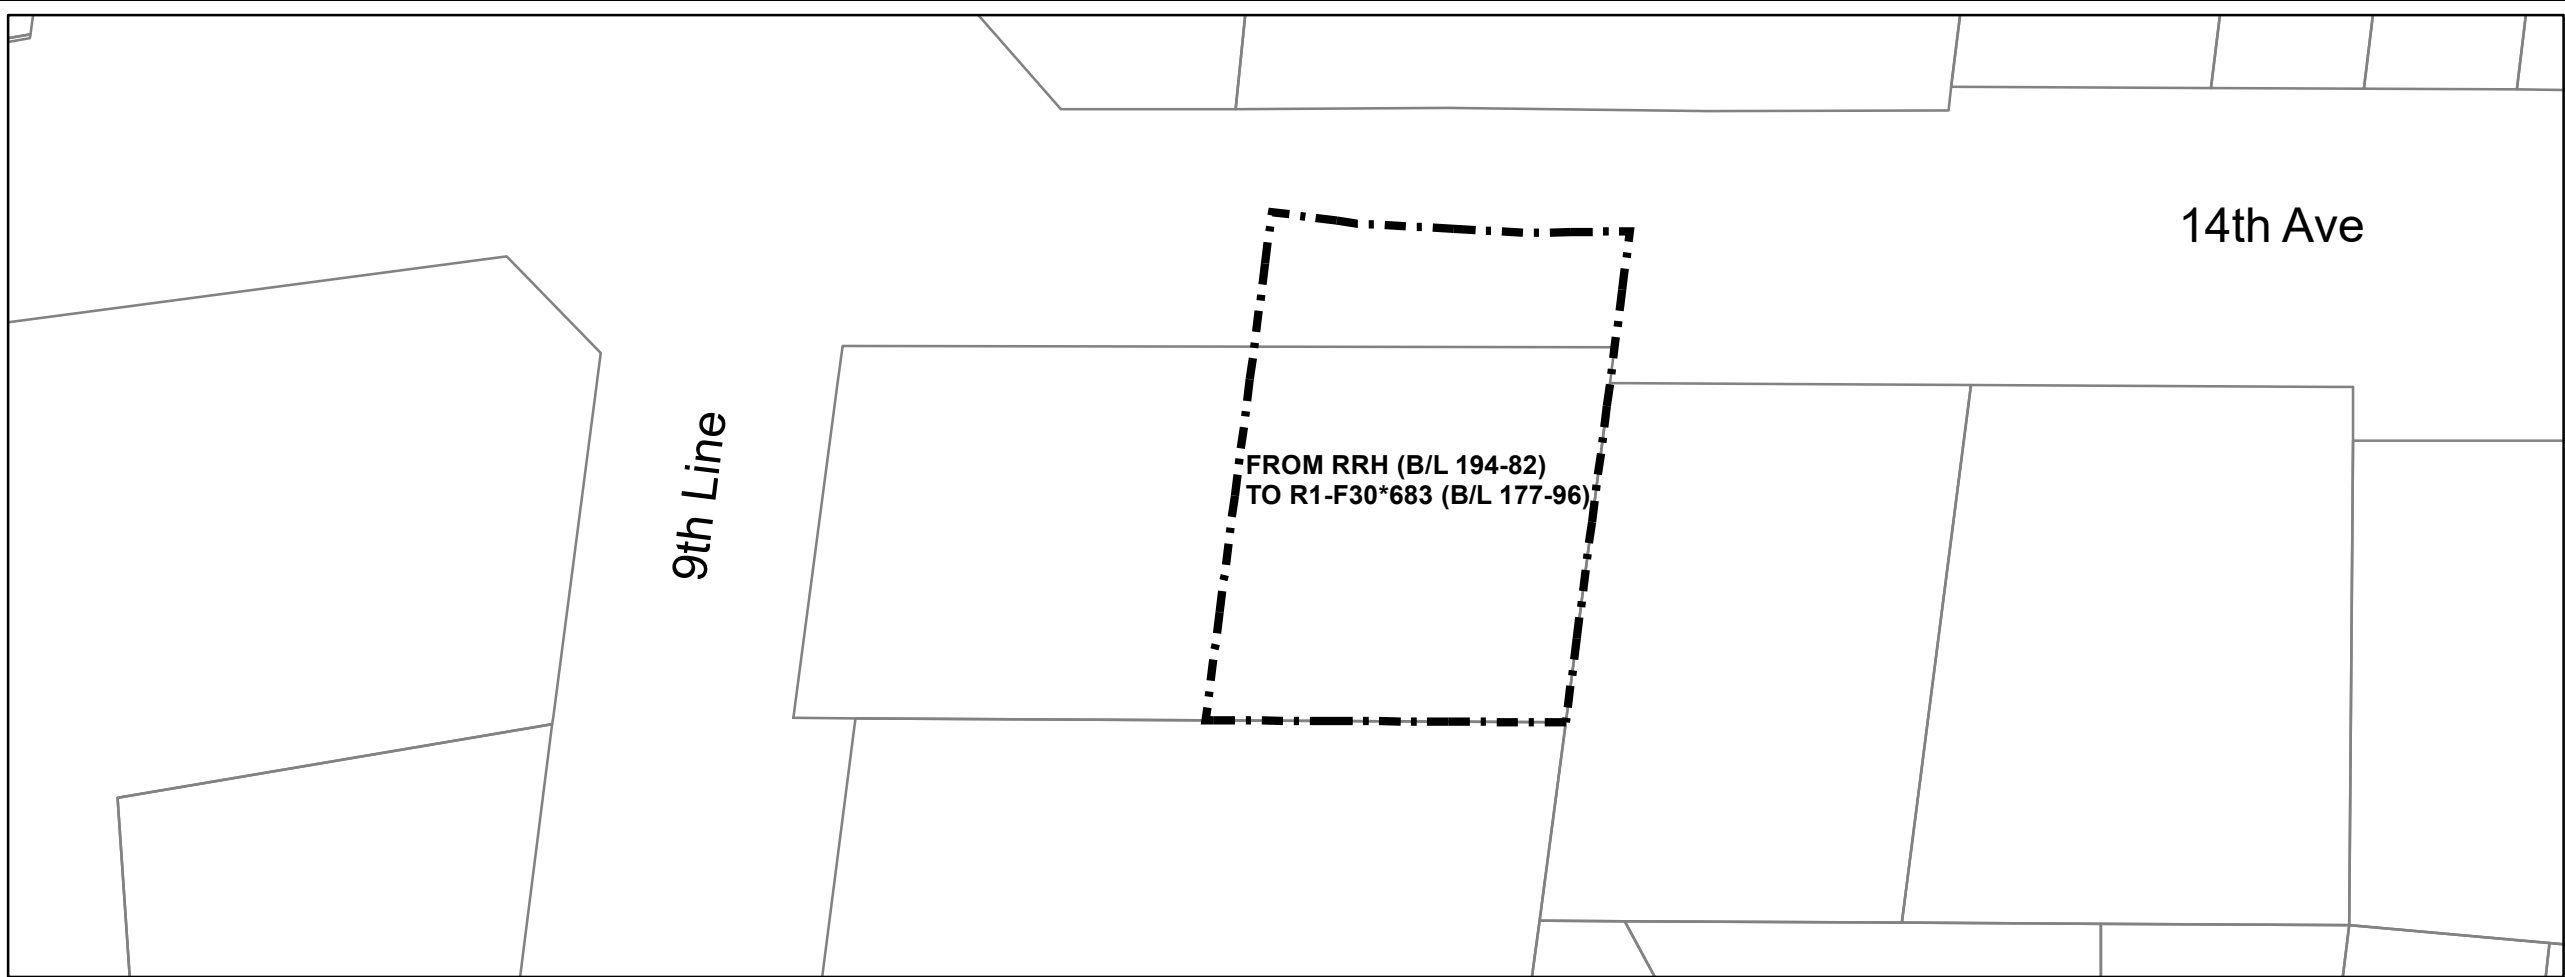 14th Ave
9th Line
FROM RRH (B/L 194-82)
TO R1-F30*683 (B/L 177-96)